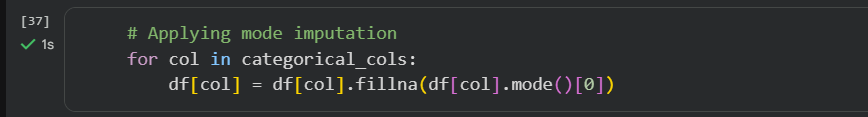 [37]
1s
# Applying mode imputation
for col in categorical_cols:
    df[col] = df[col].fillna(df[col].mode()[0])